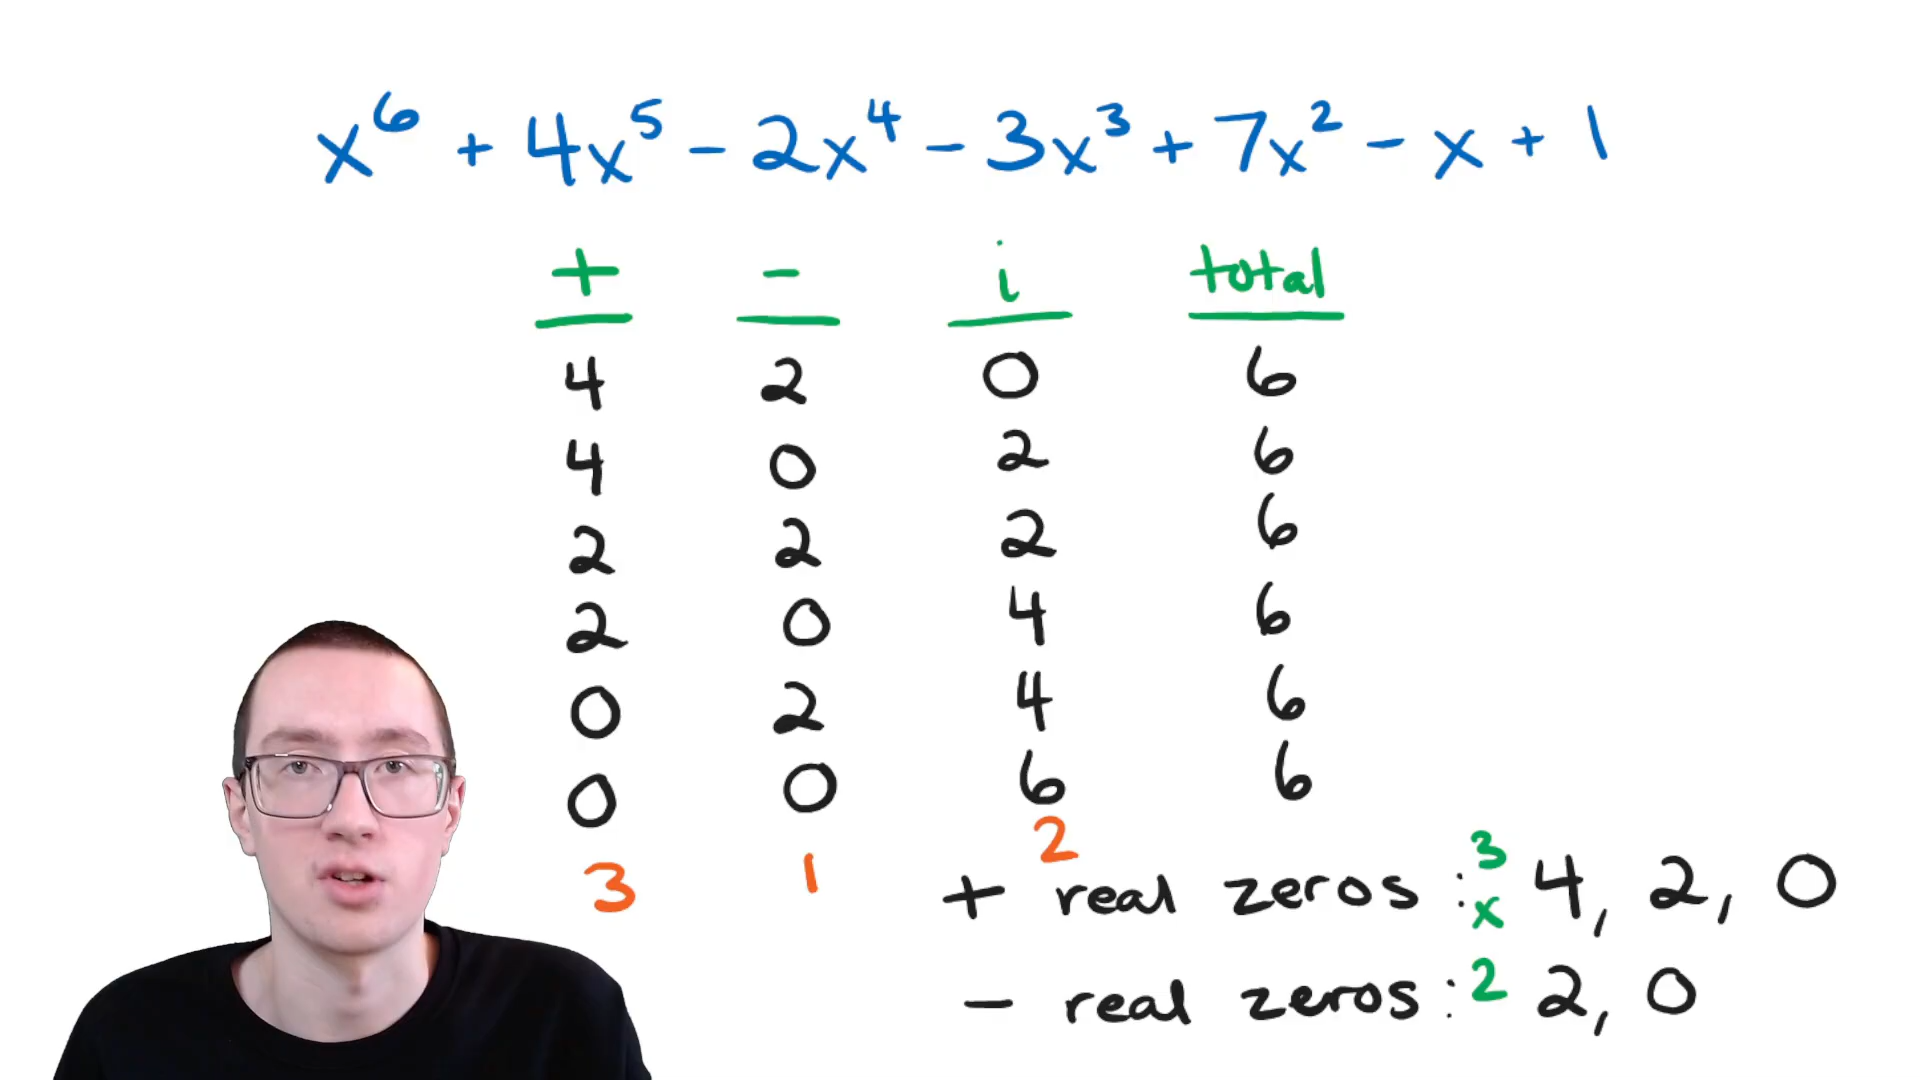 x⁶ + 4x⁵ - 2x⁴ - 3x³ + 7x² - x + 1
+ - i total
4 2 0 6
4 0 2 6
2 2 2 6
2 0 4 6
0 2 4 6
0 0 6 6
3 1 2
+ real zeros : 4, 2, 0
3
x
2
- real zeros : 2, 0